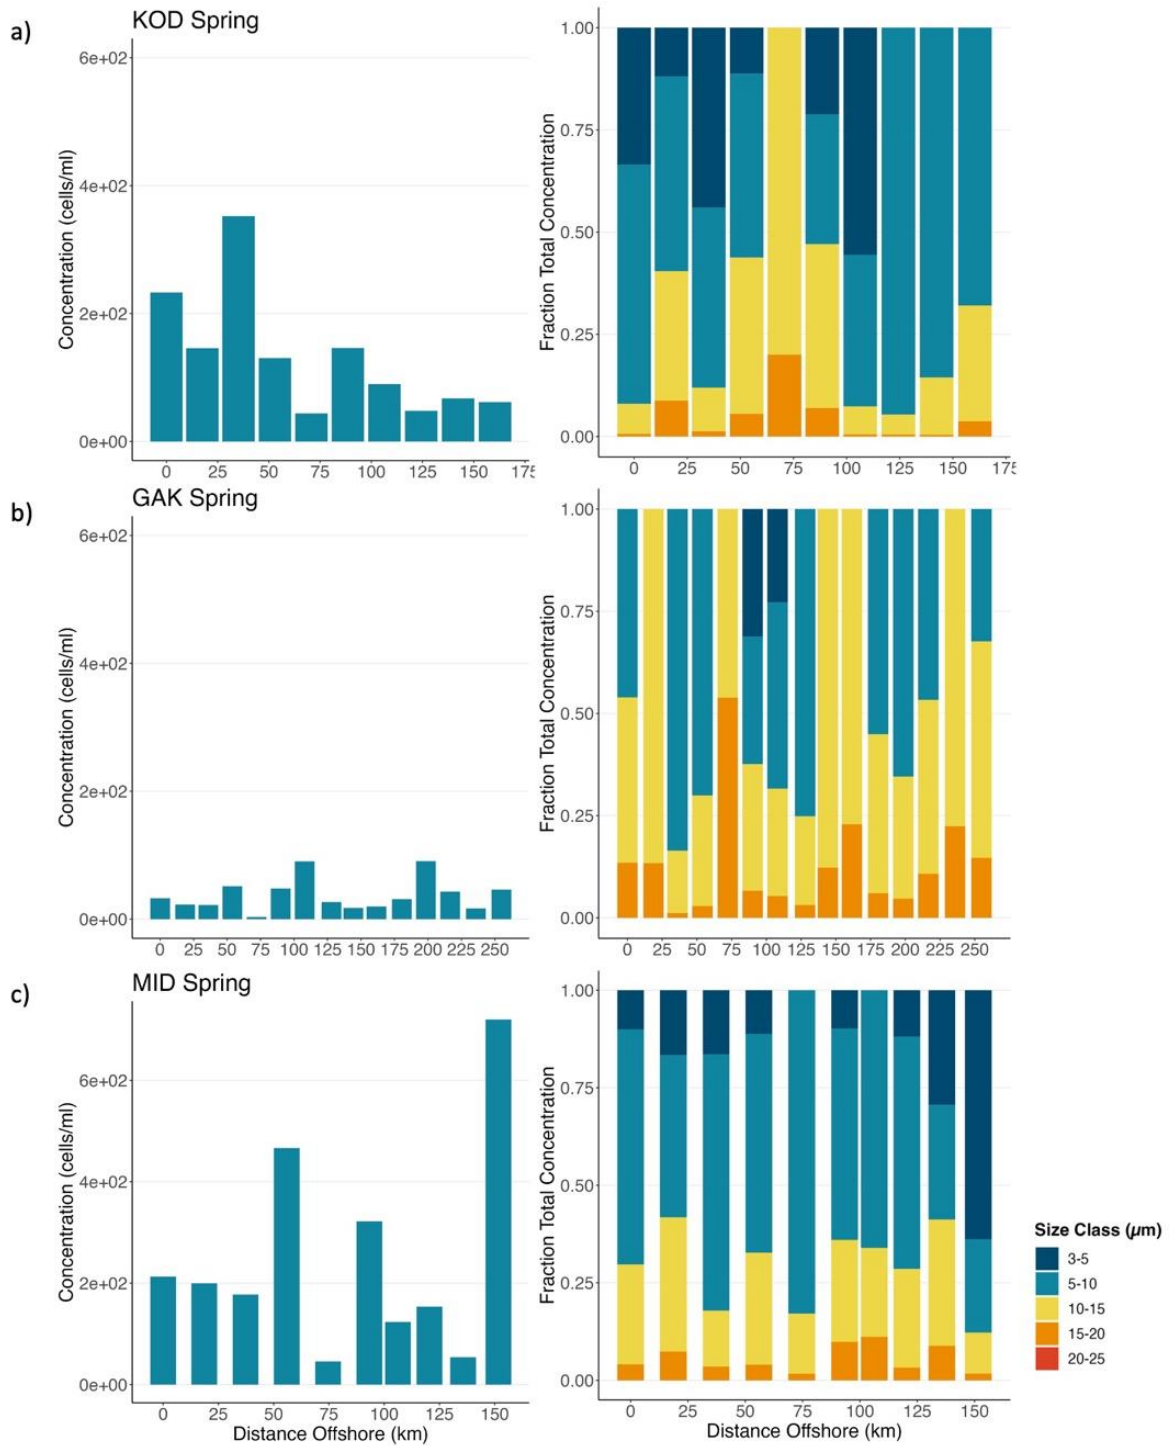 a)
KOD Spring
Concentration (cells/ml)
6e+02
4e+02
2e+02
0e+00
0 25 50 75 100 125 150 175
Fraction Total Concentration
1.00
0.75
0.50
0.25
0.00
0 25 50 75 100 125 150 175
b)
GAK Spring
Concentration (cells/ml)
6e+02
4e+02
2e+02
0e+00
0 25 50 75 100 125 150 175 200 225 250
Fraction Total Concentration
1.00
0.75
0.50
0.25
0.00
0 25 50 75 100 125 150 175 200 225 250
c)
MID Spring
Concentration (cells/ml)
6e+02
4e+02
2e+02
0e+00
0 25 50 75 100 125 150
Distance Offshore (km)
Fraction Total Concentration
1.00
0.75
0.50
0.25
0.00
0 25 50 75 100 125 150
Distance Offshore (km)
Size Class (μm)
3-5
5-10
10-15
15-20
20-25